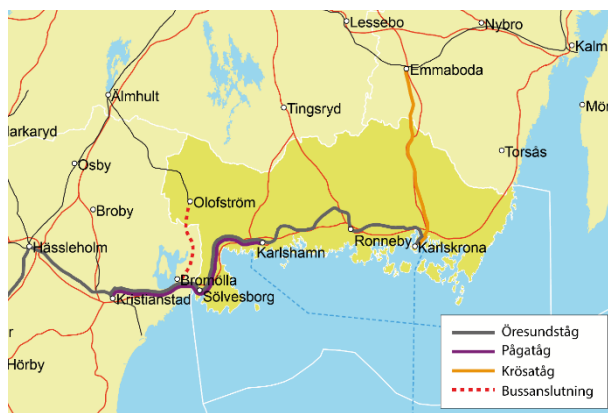 Lessebo
Nybro
Kalm
Emmaboda
Älmhult
Tingsryd
Mör
arkaryd
Torsås
Osby
Olofström
Broby
Hässleholm
Ronneby
Karlshamn
Karlskrona
Bromölla
Sölvesborg
Kristianstad
r
Hörby
Öresundståg
Pågatåg
Krösatåg
Bussanslutning